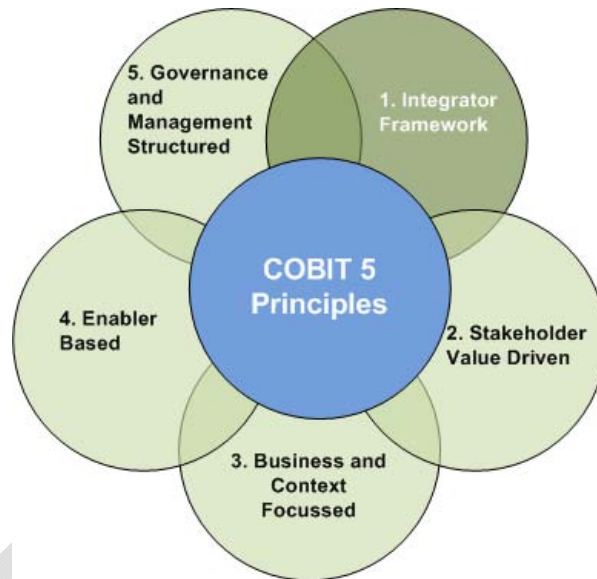 COBIT 5
Principles
1. Integrator
Framework
2. Stakeholder
Value Driven
3. Business and
Context
Focussed
4. Enabler
Based
5. Governance
and
Management
Structured